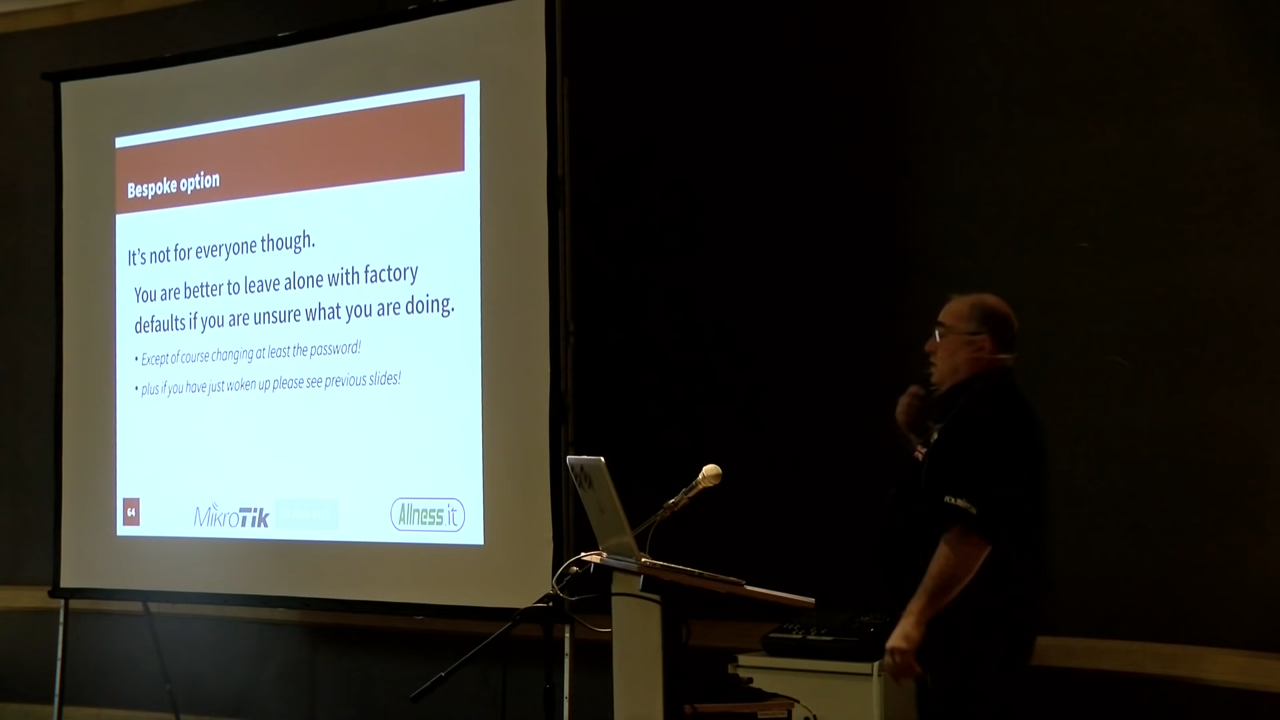 Bespoke option
It's not for everyone though.
You are better to leave alone with factory
defaults if you are unsure what you are doing.
• Except of course changing at least the password!
• plus if you have just woken up please see previous slides!
64
MikroTik
Allness.it